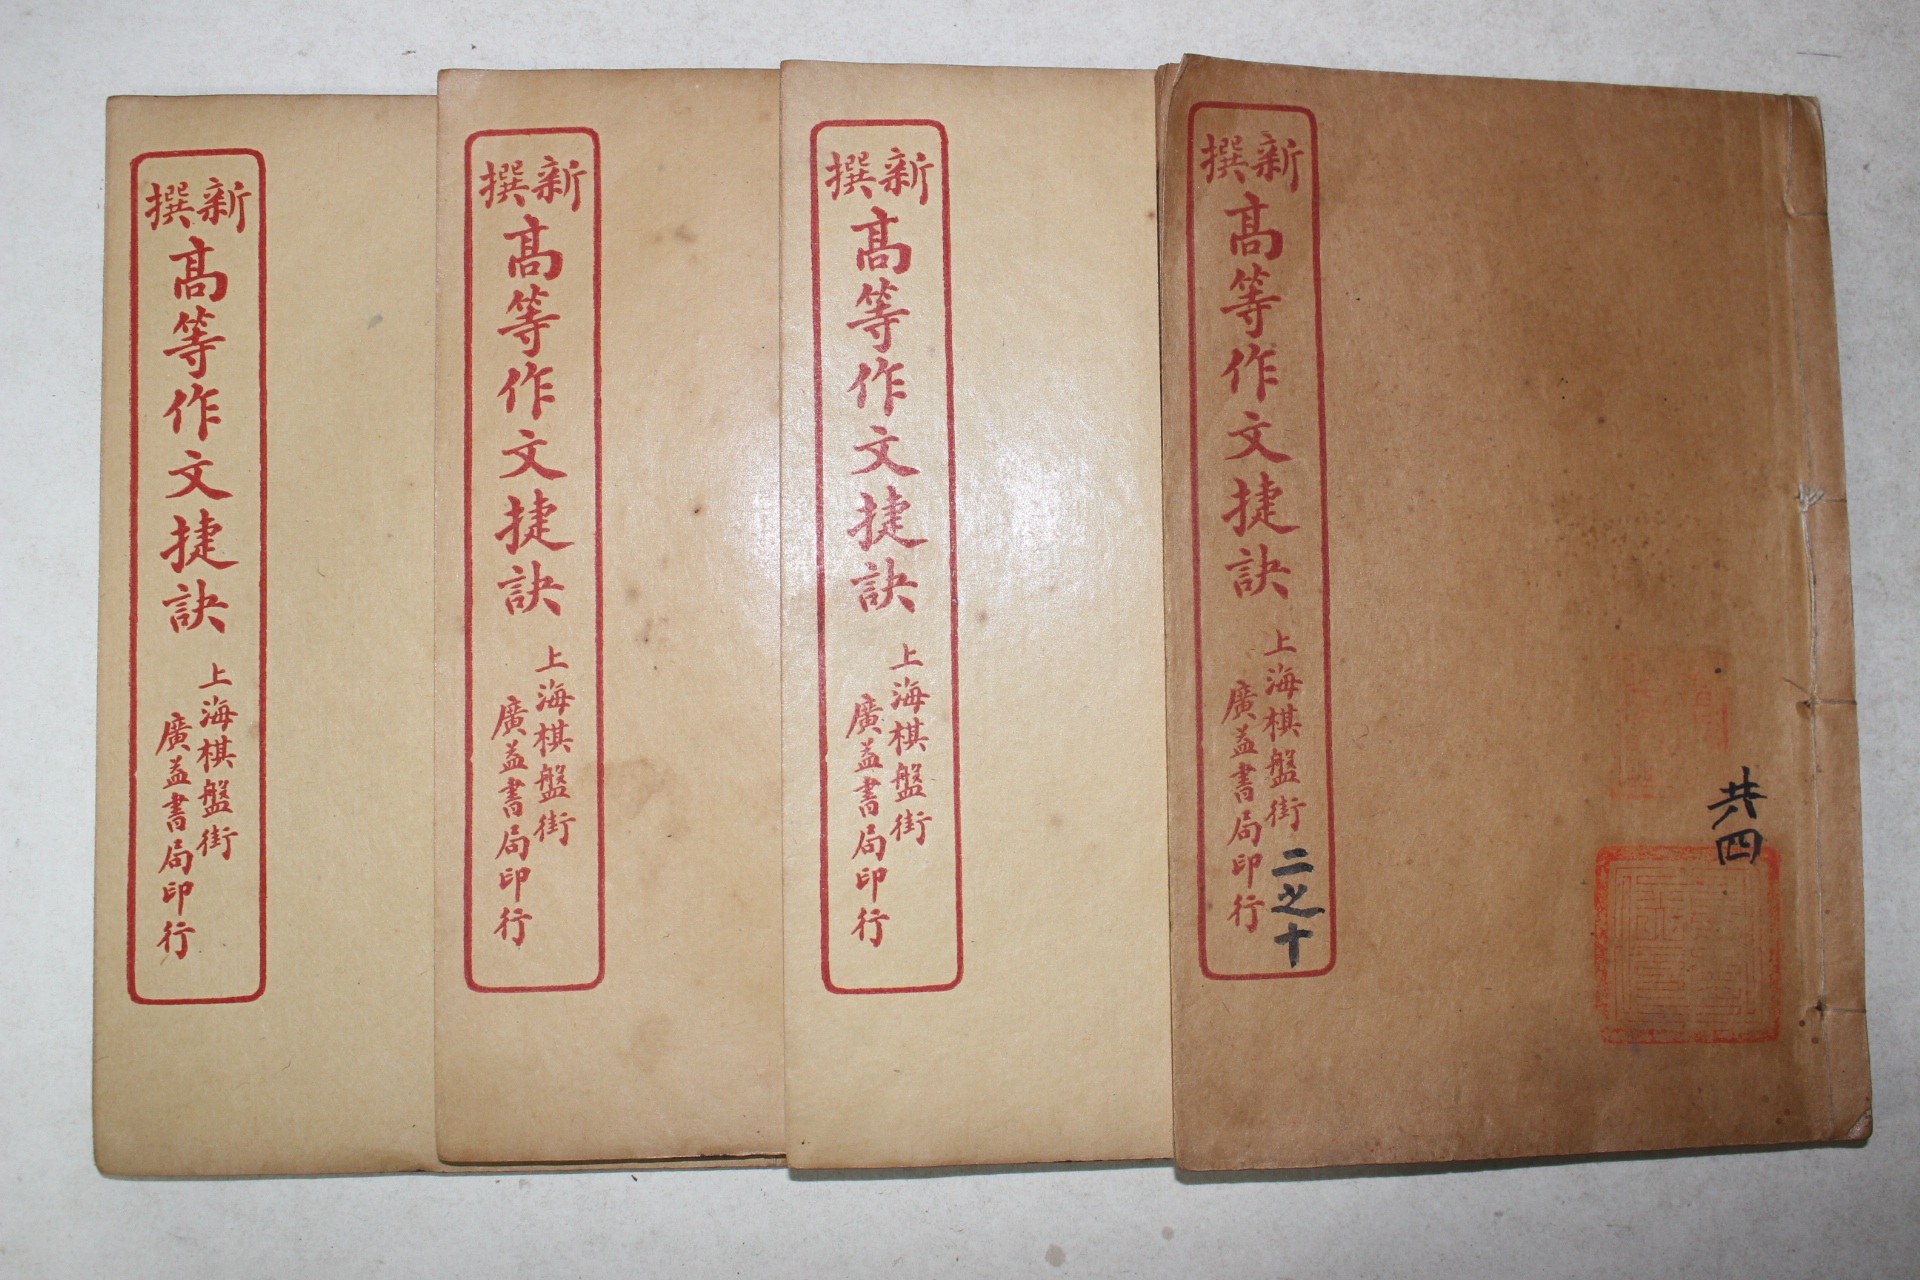 新撰
高等作文捷訣
上海棋盤街
廣益書局印行
二之十
共四
新撰
高等作文捷訣
上海棋盤街
廣益書局印行
新撰
高等作文捷訣
上海棋盤街
廣益書局印行
新撰
高等作文捷訣
上海棋盤街
廣益書局印行